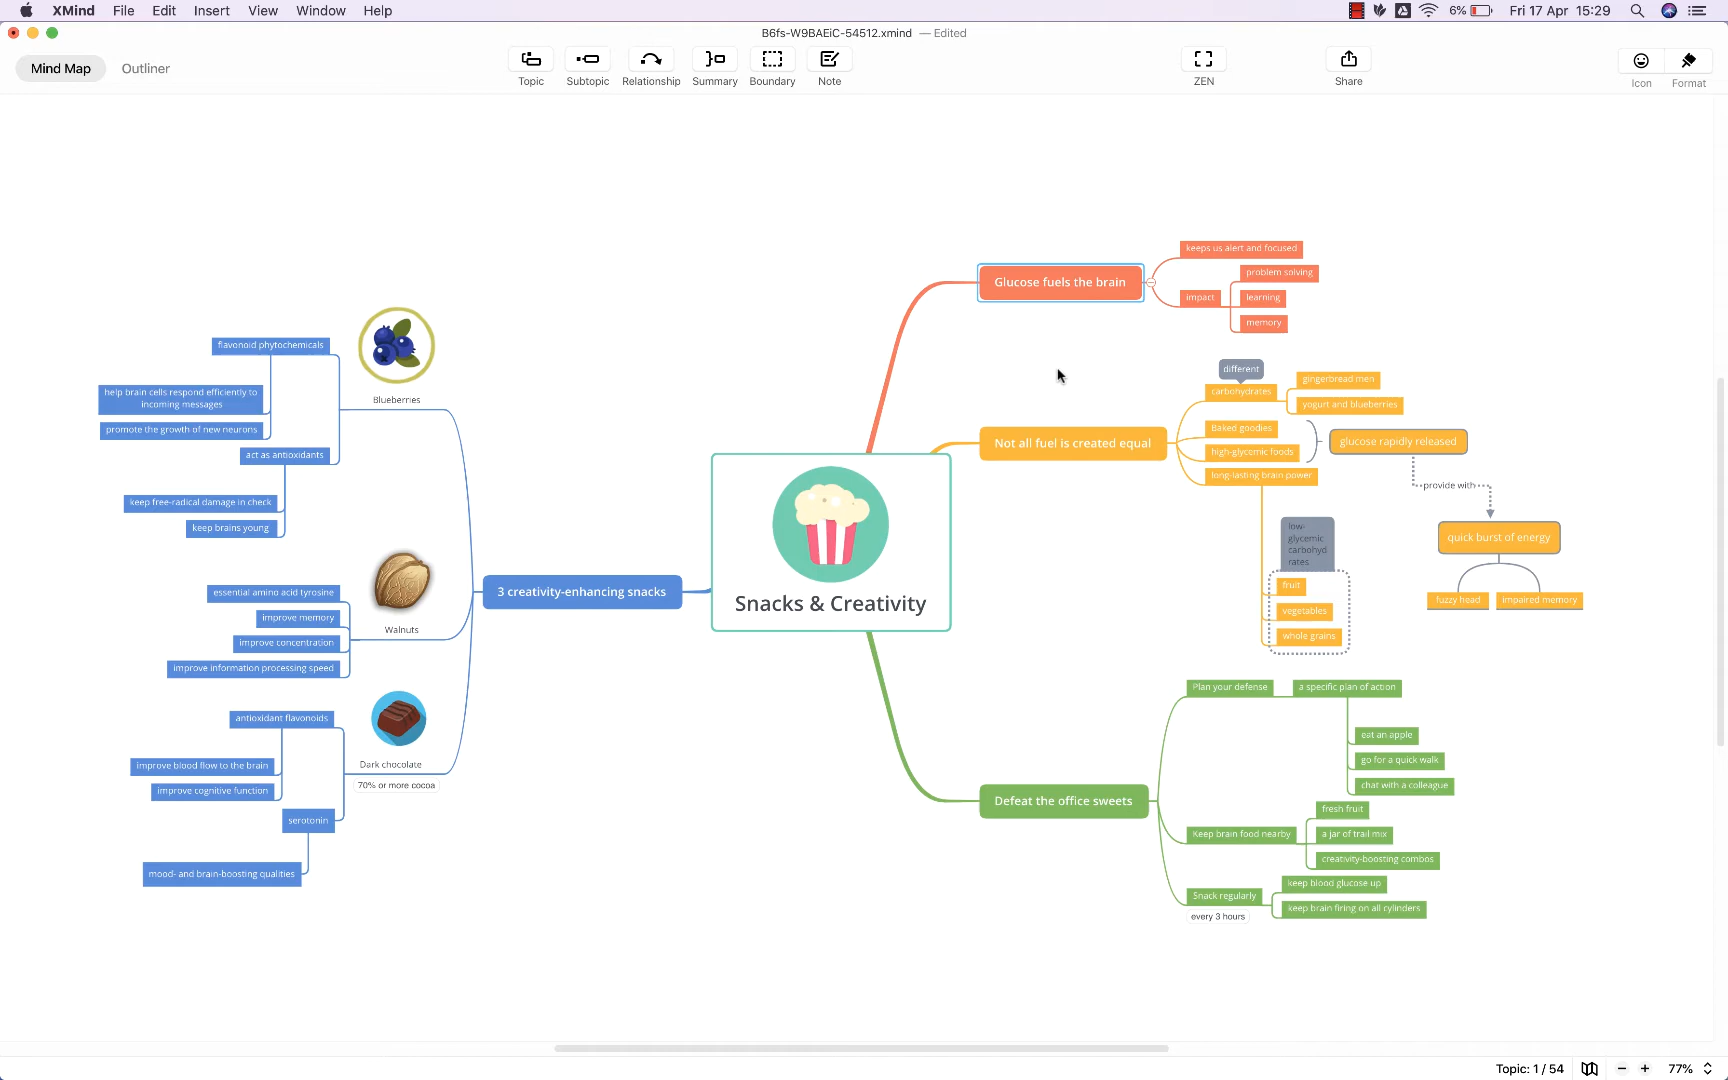 XMind File Edit Insert View Window Help
6% Fri 17 Apr 15:29
B6fs-W9BAEiC-54512.xmind — Edited
Mind Map Outliner
Topic Subtopic Relationship Summary Boundary Note
ZEN
Share
Icon Format
Glucose fuels the brain
keeps us alert and focused
impact
problem solving
learning
memory
Not all fuel is created equal
different
carbohydrates
gingerbread men
yogurt and blueberries
Baked goodies
high-glycemic foods
glucose rapidly released
provide with
quick burst of energy
fuzzy head
impaired memory
long-lasting brain power
low-
glycemic
carbohyd
rates
fruit
vegetables
whole grains
Snacks & Creativity
Defeat the office sweets
Plan your defense
a specific plan of action
eat an apple
go for a quick walk
chat with a colleague
Keep brain food nearby
fresh fruit
a jar of trail mix
creativity-boosting combos
Snack regularly
every 3 hours
keep blood glucose up
keep brain firing on all cylinders
3 creativity-enhancing snacks
Blueberries
flavonoid phytochemicals
help brain cells respond efficiently to
incoming messages
promote the growth of new neurons
act as antioxidants
keep free-radical damage in check
keep brains young
Walnuts
essential amino acid tyrosine
improve memory
improve concentration
improve information processing speed
Dark chocolate
70% or more cocoa
antioxidant flavonoids
improve blood flow to the brain
improve cognitive function
serotonin
mood- and brain-boosting qualities
Topic: 1 / 54
77%